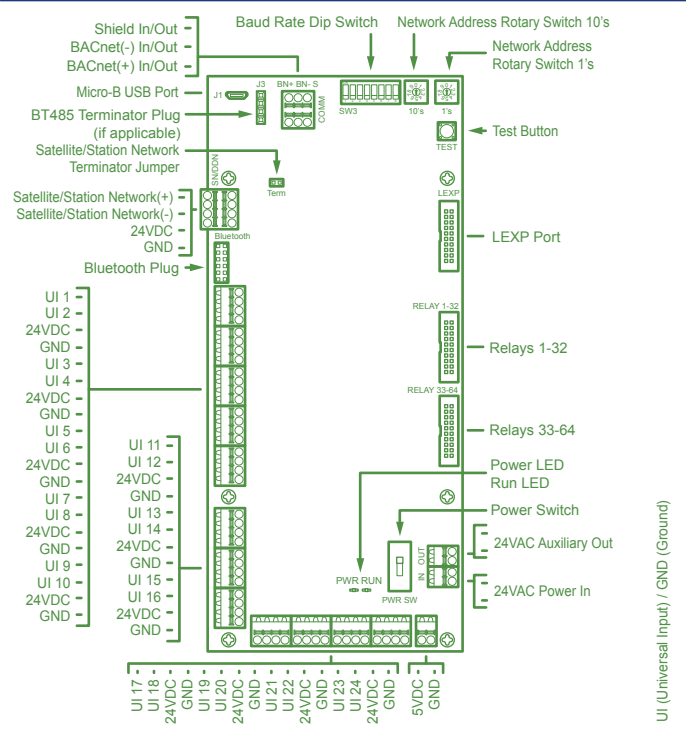 Shield In/Out
BACnet(-) In/Out
BACnet(+) In/Out
Baud Rate Dip Switch
Network Address Rotary Switch 10's
Network Address
Rotary Switch 1's
Micro-B USB Port
BT485 Terminator Plug
(if applicable)
Satellite/Station Network
Terminator Jumper
J1
J3
BN+ BN- S
COMM
SW3
10's
1's
TEST
Test Button
SN/DDN
Term
Satellite/Station Network(+)
Satellite/Station Network(-)
24VDC
GND
Bluetooth
Bluetooth Plug
LEXP
LEXP Port
RELAY 1-32
Relays 1-32
RELAY 33-64
Relays 33-64
UI 1
UI 2
24VDC
GND
UI 3
UI 4
24VDC
GND
UI 5
UI 6
24VDC
GND
UI 7
UI 8
24VDC
GND
UI 9
UI 10
24VDC
GND
UI 11
UI 12
24VDC
GND
UI 13
UI 14
24VDC
GND
UI 15
UI 16
24VDC
GND
Power LED
Run LED
Power Switch
OUT
IN
24VAC Auxiliary Out
24VAC Power In
PWR RUN
PWR SW
UI 17
UI 18
24VDC
GND
UI 19
UI 20
24VDC
GND
UI 21
UI 22
24VDC
GND
UI 23
UI 24
24VDC
GND
5VDC
GND
UI (Universal Input) / GND (Ground)